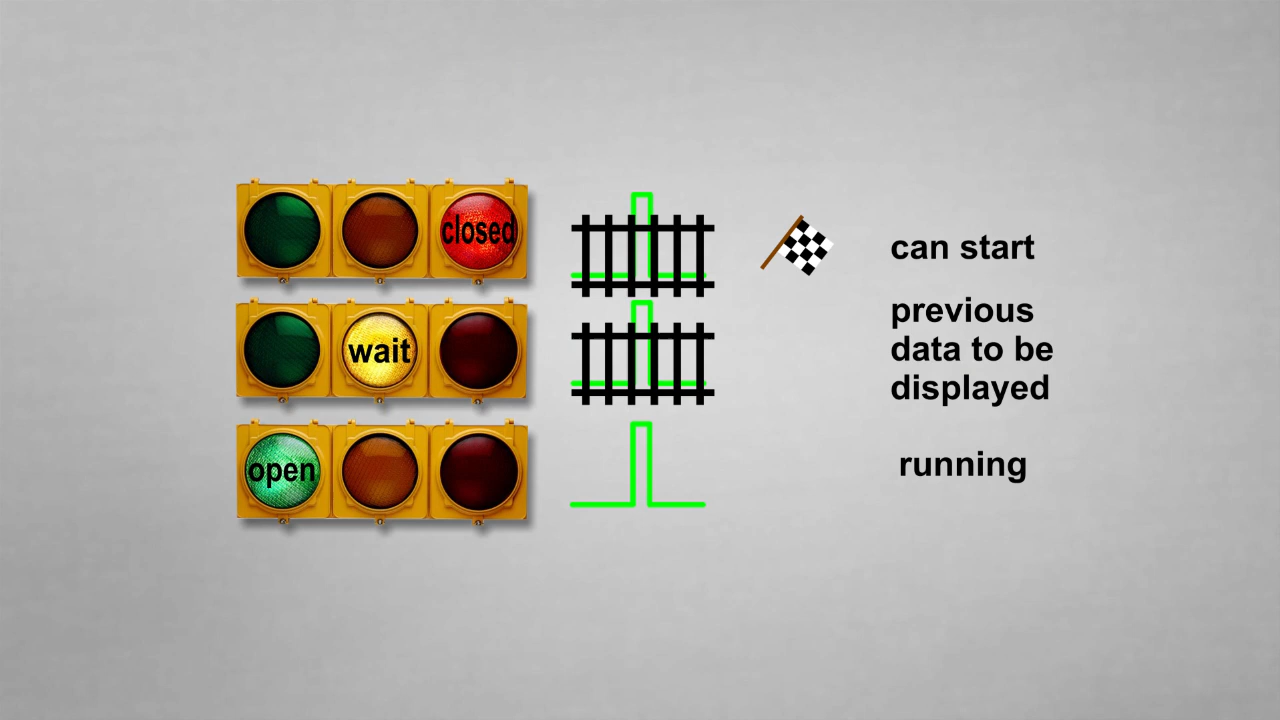 closed
can start
wait
previous
data to be
displayed
open
running